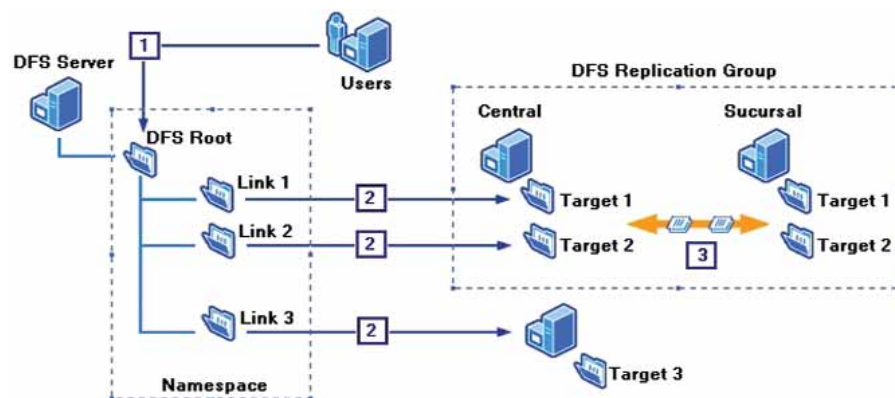 1
Users
DFS Server
DFS Root
Link 1
2
Link 2
2
Link 3
2
Namespace
DFS Replication Group
Central
Sucursal
Target 1
Target 1
Target 2
Target 2
3
Target 3